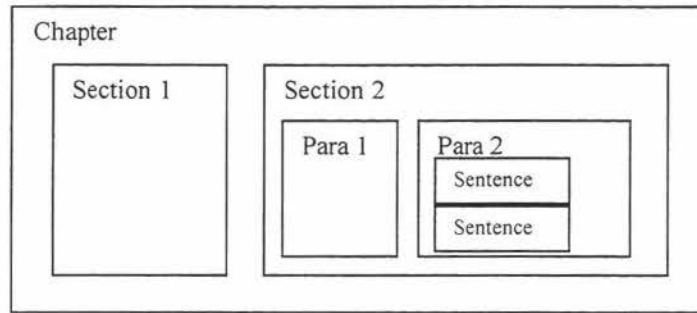 Chapter
Section 1
Section 2
Para 1
Para 2
Sentence
Sentence